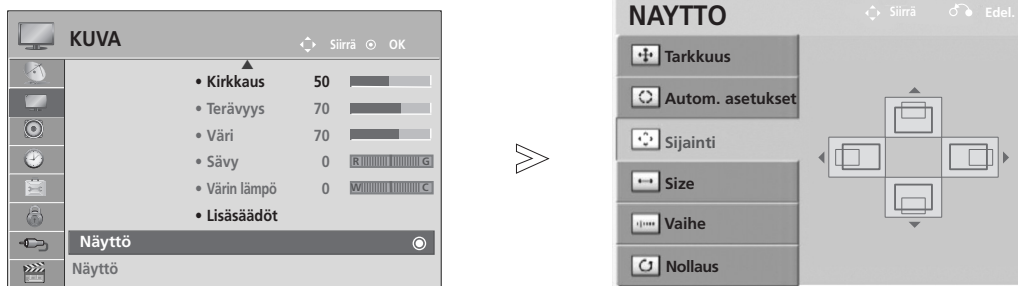 KUVA
Siirrä OK
• Kirkkaus 50
• Terävyys 70
• Väri 70
• Sävy 0 R G
• Värin lämpö 0 W C
• Lisäsäädöt
Näyttö
Näyttö
NAYTTO
Siirrä Edel.
Tarkkuus
Autom. asetukset
Sijainti
Size
Vaihe
Nollaus